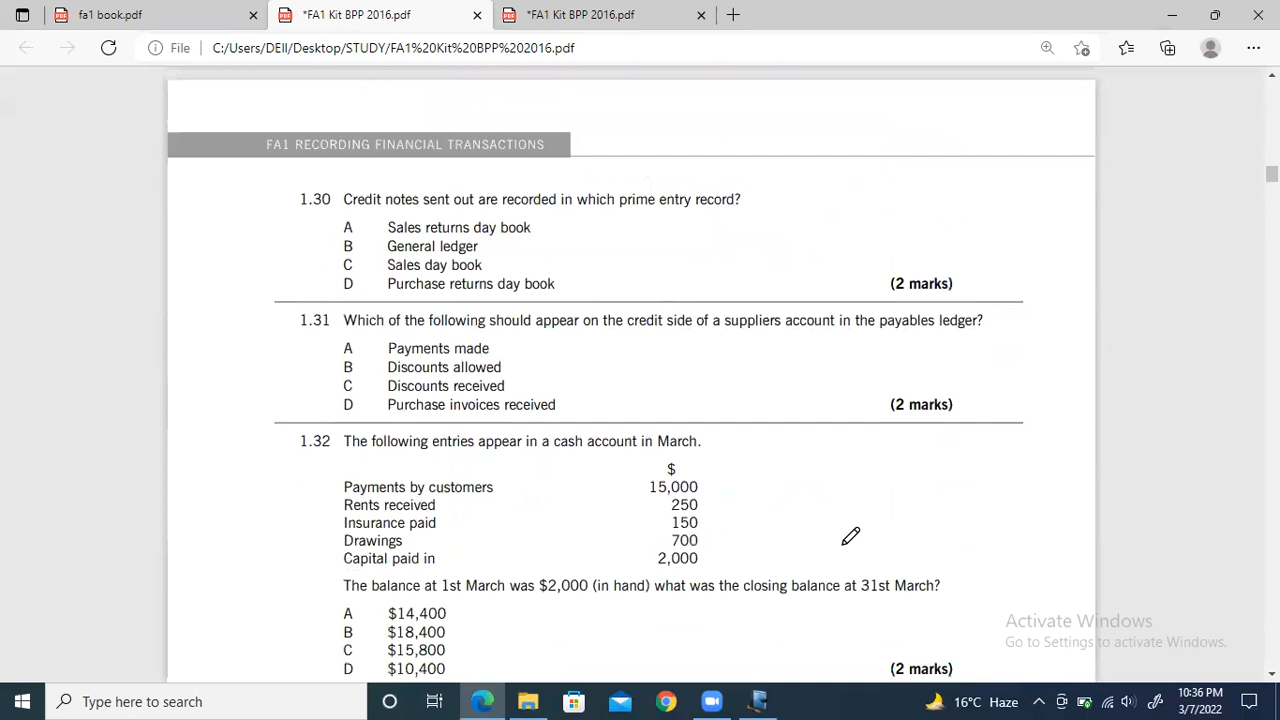 fa1 book.pdf
*FA1 Kit BPP 2016.pdf
*FA1 Kit BPP 2016.pdf
File C:/Users/DEll/Desktop/STUDY/FA1%20Kit%20BPP%202016.pdf
FA1 RECORDING FINANCIAL TRANSACTIONS
1.30 Credit notes sent out are recorded in which prime entry record?
A Sales returns day book
B General ledger
C Sales day book
D Purchase returns day book (2 marks)
1.31 Which of the following should appear on the credit side of a suppliers account in the payables ledger?
A Payments made
B Discounts allowed
C Discounts received
D Purchase invoices received (2 marks)
1.32 The following entries appear in a cash account in March.
$
Payments by customers 15,000
Rents received 250
Insurance paid 150
Drawings 700
Capital paid in 2,000
The balance at 1st March was $2,000 (in hand) what was the closing balance at 31st March?
A $14,400
B $18,400
C $15,800
D $10,400 (2 marks)
Activate Windows
Go to Settings to activate Windows.
Type here to search
16°C Haze
10:36 PM
3/7/2022